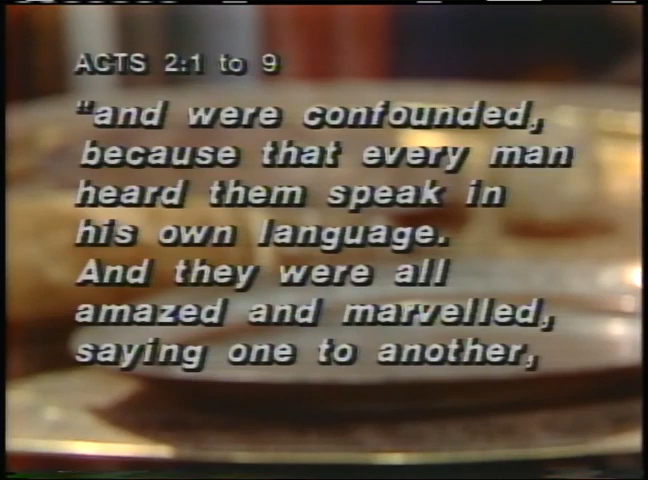 ACTS 2:1 to 9
"and were confounded,
because that every man
heard them speak in
his own language.
And they were all
amazed and marvelled,
saying one to another,